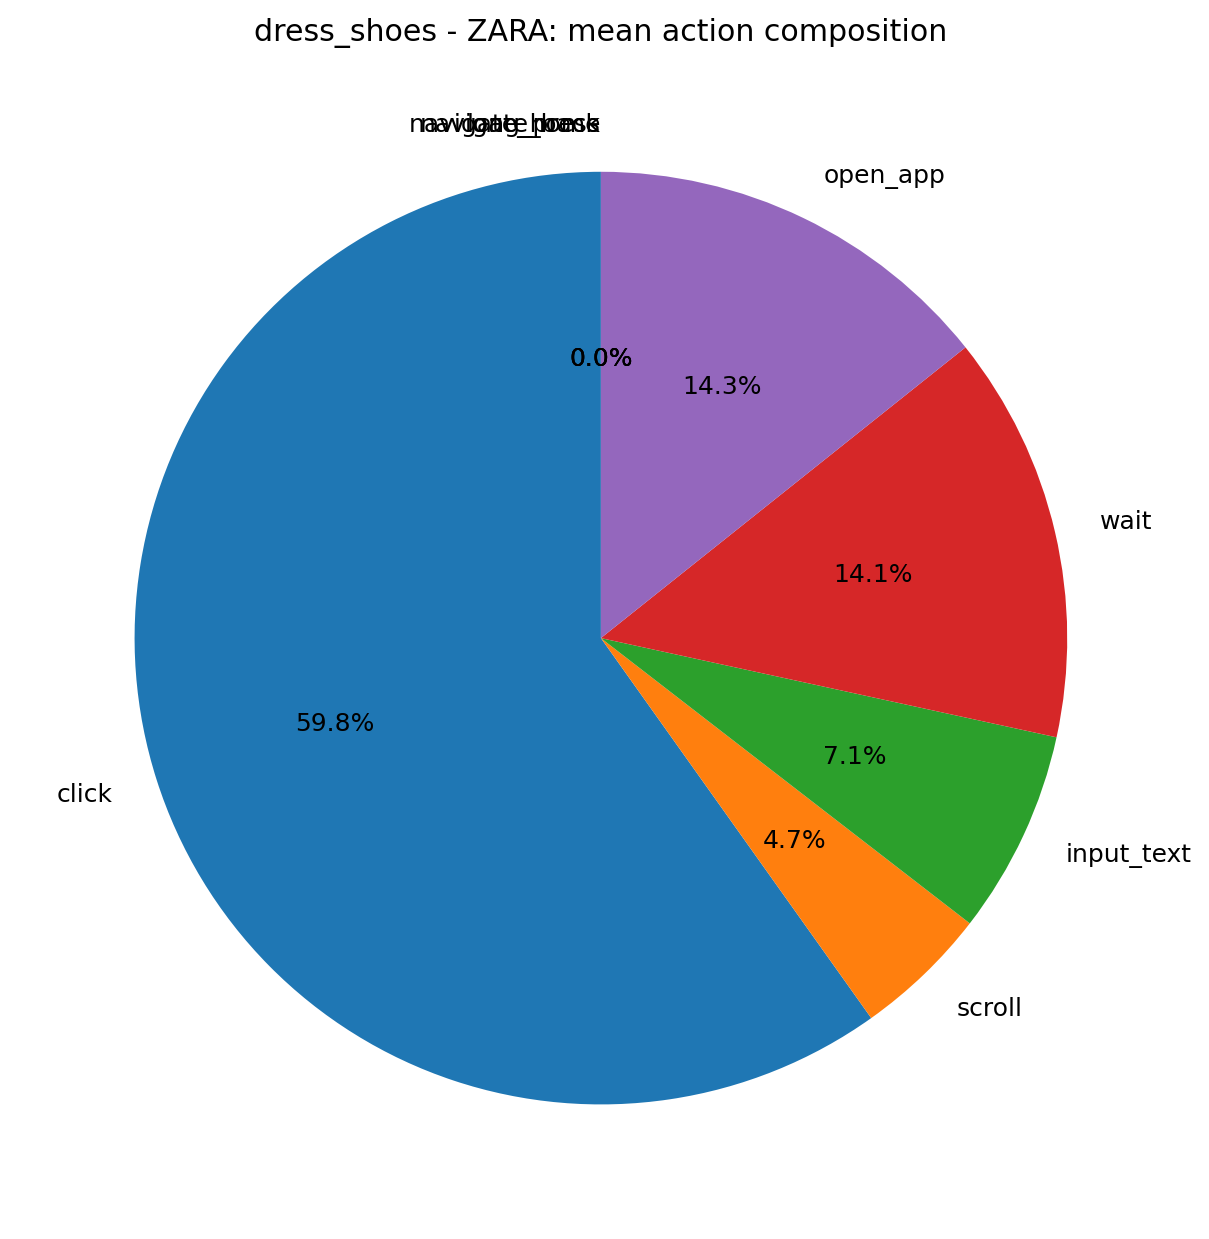 dress_shoes - ZARA: mean action composition
open_app
0.0%
14.3%
wait
14.1%
59.8%
7.1%
click
4.7%
input_text
scroll